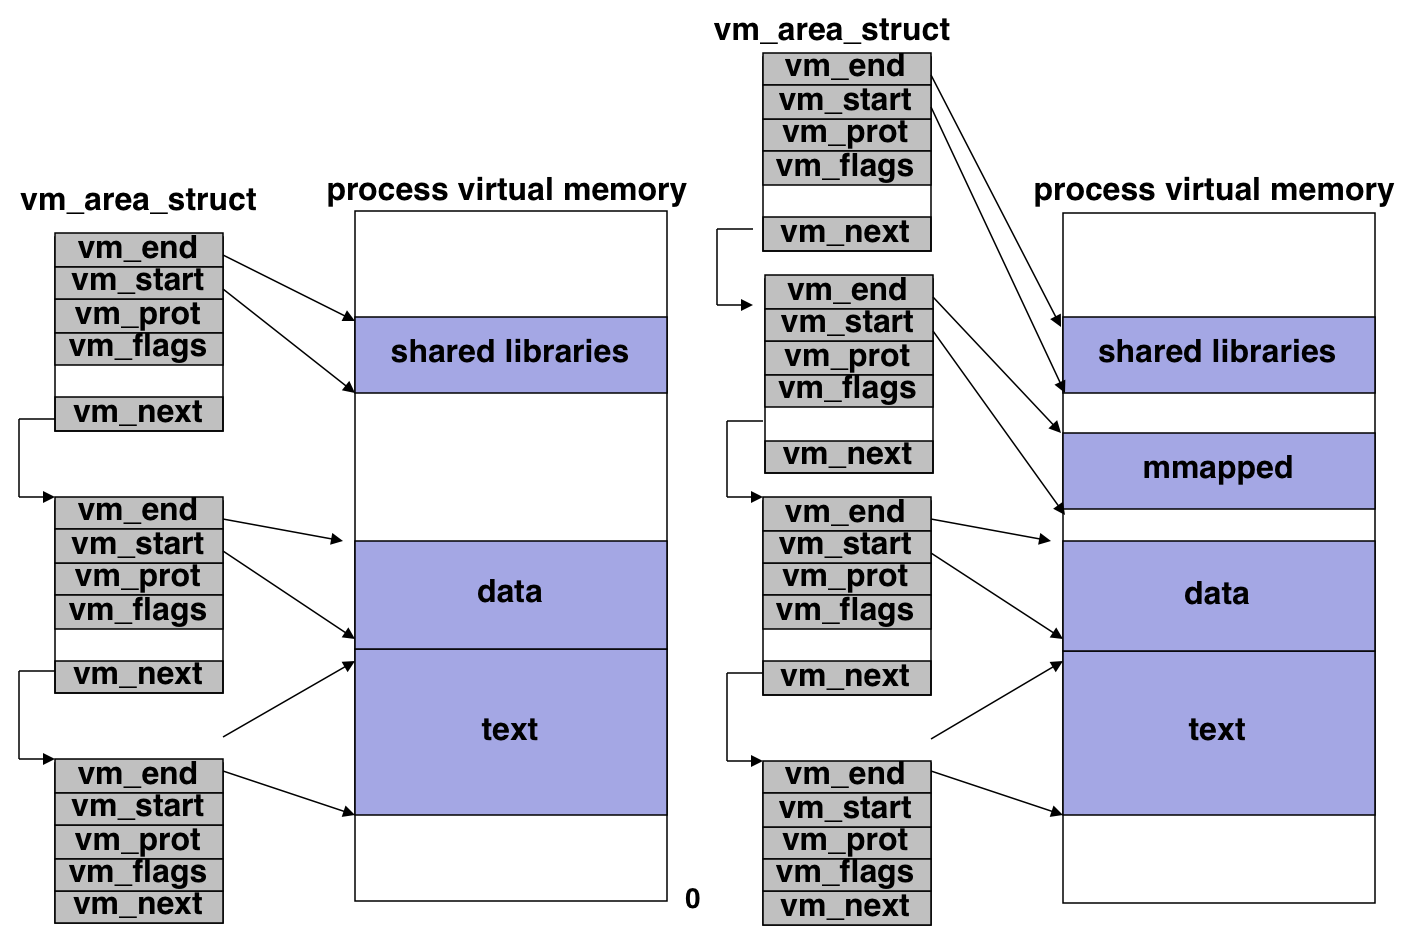 vm_area_struct
process virtual memory
vm_end
vm_start
vm_prot
vm_flags
vm_next
vm_end
vm_start
vm_prot
vm_flags
vm_next
vm_end
vm_start
vm_prot
vm_flags
vm_next
shared libraries
data
text
0
vm_area_struct
process virtual memory
vm_end
vm_start
vm_prot
vm_flags
vm_next
vm_end
vm_start
vm_prot
vm_flags
vm_next
vm_end
vm_start
vm_prot
vm_flags
vm_next
vm_end
vm_start
vm_prot
vm_flags
vm_next
shared libraries
mmapped
data
text